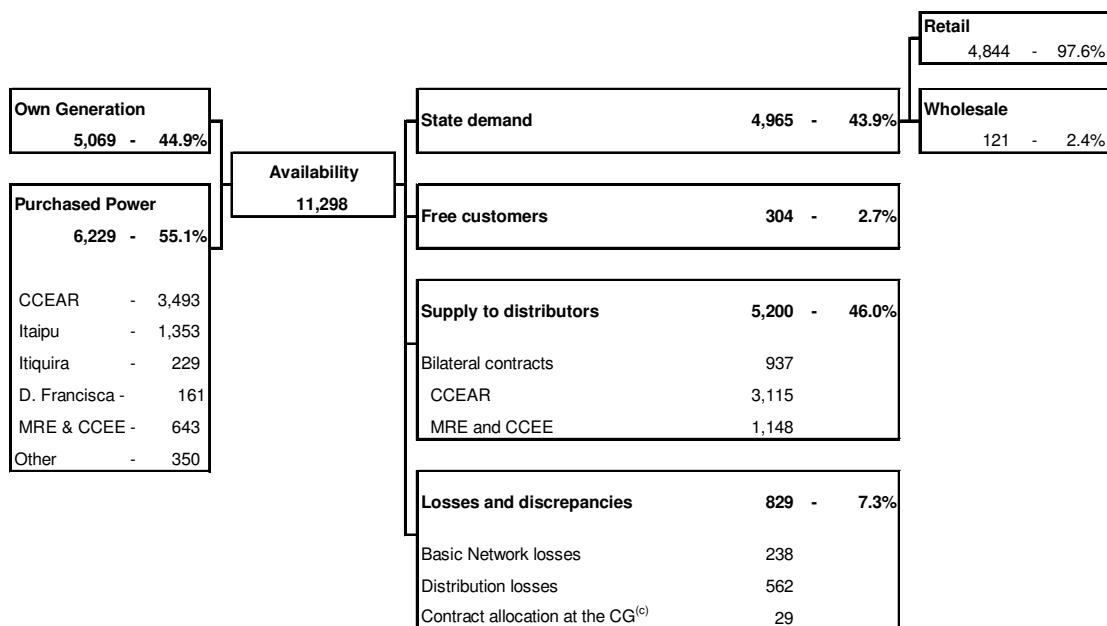 Retail
4,844 - 97.6%
Own Generation
5,069 - 44.9%
State demand 4,965 - 43.9%
Wholesale
121 - 2.4%
Availability
11,298
Purchased Power
6,229 - 55.1%
Free customers 304 - 2.7%
CCEAR - 3,493
Itaipu - 1,353
Itiquira - 229
D. Francisca - 161
MRE & CCEE - 643
Other - 350
Supply to distributors 5,200 - 46.0%
Bilateral contracts 937
CCEAR 3,115
MRE and CCEE 1,148
Losses and discrepancies 829 - 7.3%
Basic Network losses 238
Distribution losses 562
Contract allocation at the CG(c) 29